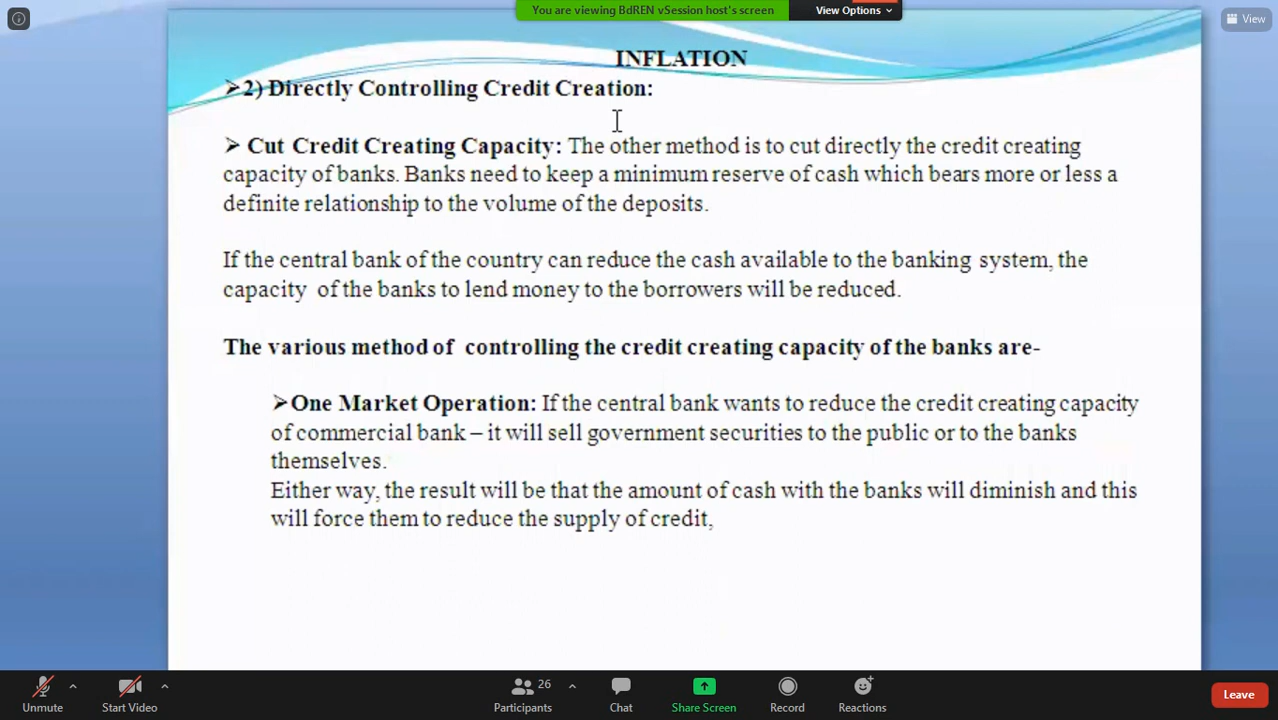 You are viewing BdREN vSession host's screen
View Options
View
INFLATION
➢2) Directly Controlling Credit Creation:
➢ Cut Credit Creating Capacity: The other method is to cut directly the credit creating
capacity of banks. Banks need to keep a minimum reserve of cash which bears more or less a
definite relationship to the volume of the deposits.
If the central bank of the country can reduce the cash available to the banking system, the
capacity of the banks to lend money to the borrowers will be reduced.
The various method of controlling the credit creating capacity of the banks are-
➢One Market Operation: If the central bank wants to reduce the credit creating capacity
of commercial bank – it will sell government securities to the public or to the banks
themselves.
Either way, the result will be that the amount of cash with the banks will diminish and this
will force them to reduce the supply of credit,
Unmute
Start Video
26
Participants
Chat
Share Screen
Record
Reactions
Leave